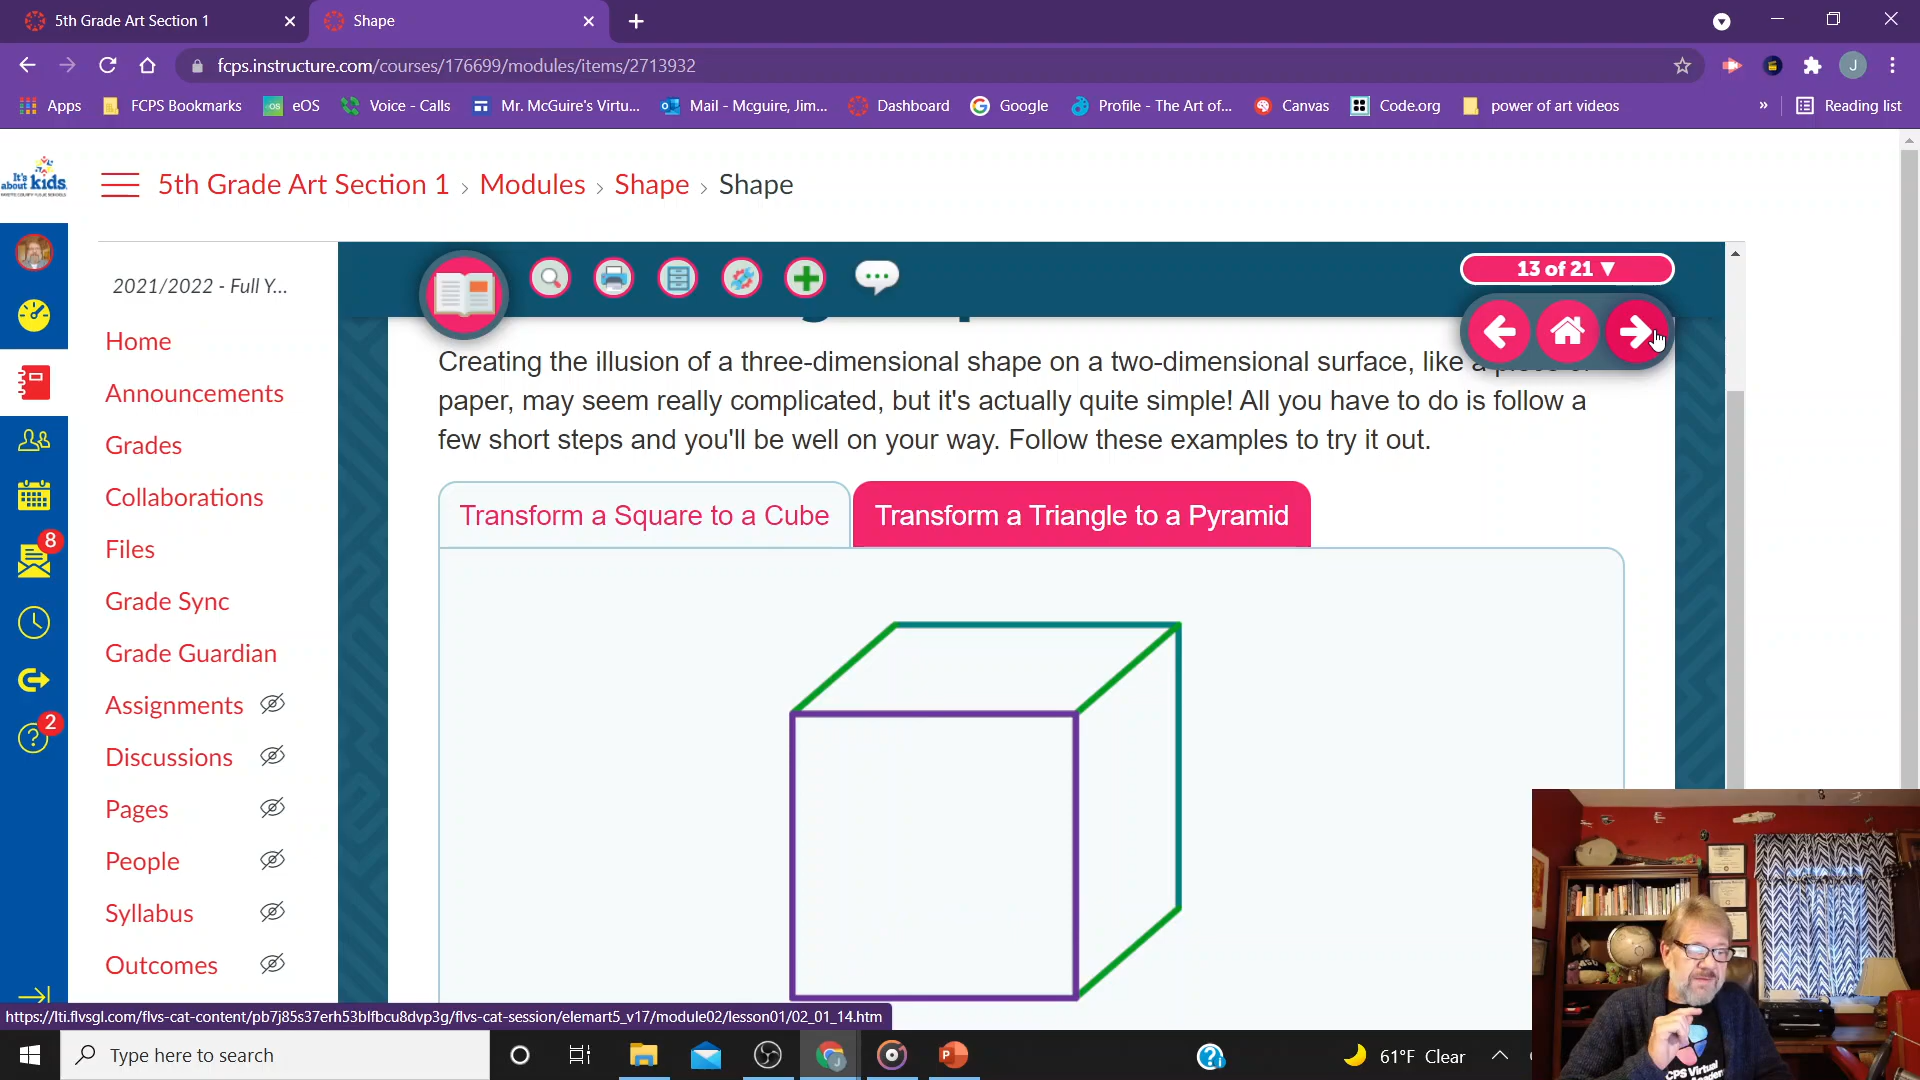 5th Grade Art Section 1
Shape
fcps.instructure.com/courses/176699/modules/items/2713932
J
Apps
FCPS Bookmarks
eOS
Voice - Calls
Mr. McGuire's Virtu...
Mail - Mcguire, Jim...
Dashboard
Google
Profile - The Art of...
Canvas
Code.org
power of art videos
»
Reading list
It's about kids
5th Grade Art Section 1 › Modules › Shape › Shape
2021/2022 - Full Y...
Home
Announcements
Grades
Collaborations
Files
Grade Sync
Grade Guardian
Assignments
Discussions
Pages
People
Syllabus
Outcomes
8
2
13 of 21 ▼
Creating the illusion of a three-dimensional shape on a two-dimensional surface, like a piece of
paper, may seem really complicated, but it's actually quite simple! All you have to do is follow a
few short steps and you'll be well on your way. Follow these examples to try it out.
Transform a Square to a Cube
Transform a Triangle to a Pyramid
https://lti.flvsgl.com/flvs-cat-content/pb7j85s37erh53blfbcu8dvp3g/flvs-cat-session/elemart5_v17/module02/lesson01/02_01_14.htm
CPS Virtual
Type here to search
61°F Clear